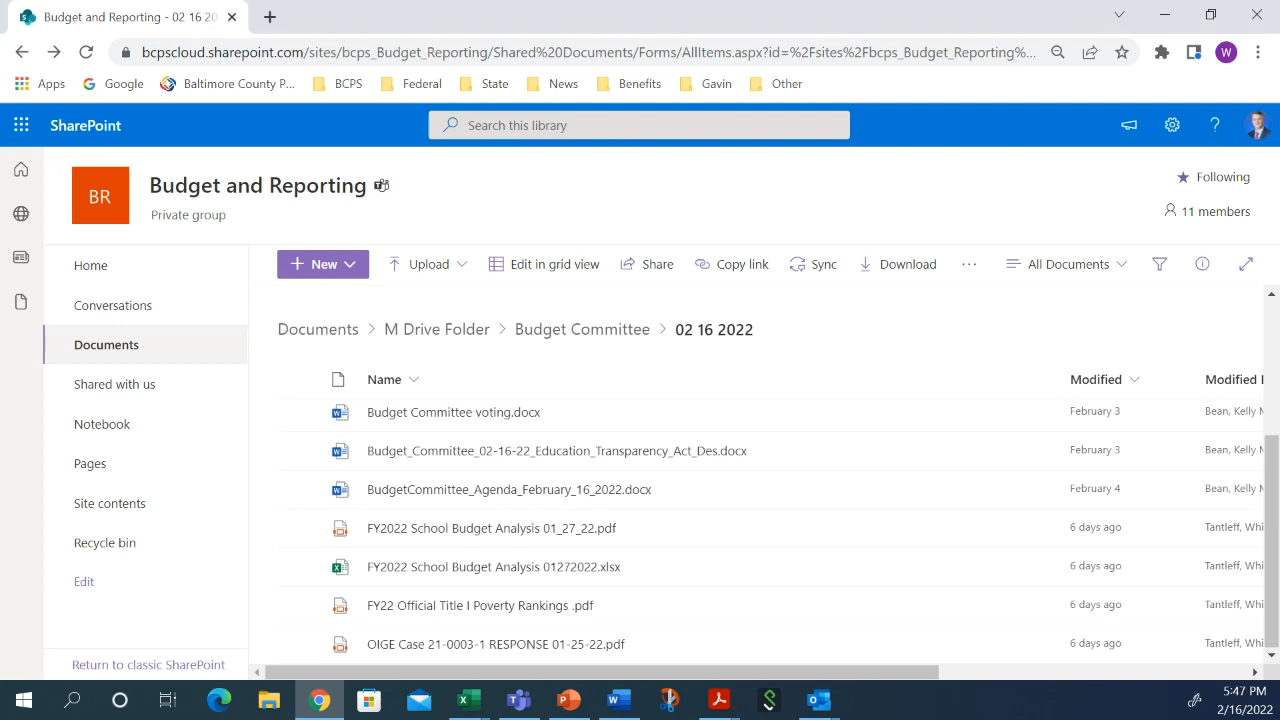 Budget and Reporting - 02 16 20
bcpscloud.sharepoint.com/sites/bcps_Budget_Reporting/Shared%20Documents/Forms/AllItems.aspx?id=%2Fsites%2Fbcps_Budget_Reporting%...
W
Apps Google Baltimore County P... BCPS Federal State News Benefits Gavin Other
SharePoint Search this library
BR
Budget and Reporting
Private group
Following
11 members
New Upload Edit in grid view Share Copy link Sync Download ... All Documents
Home
Conversations
Documents
Shared with us
Notebook
Pages
Site contents
Recycle bin
Edit
Return to classic SharePoint
Documents > M Drive Folder > Budget Committee > 02 16 2022
Name Modified Modified
Budget Committee voting.docx February 3 Bean, Kelly
Budget_Committee_02-16-22_Education_Transparency_Act_Des.docx February 3 Bean, Kelly
BudgetCommittee_Agenda_February_16_2022.docx February 4 Bean, Kelly
FY2022 School Budget Analysis 01_27_22.pdf 6 days ago Tantleff, Whi
FY2022 School Budget Analysis 01272022.xlsx 6 days ago Tantleff, Whi
FY22 Official Title I Poverty Rankings .pdf 6 days ago Tantleff, Whi
OIGE Case 21-0003-1 RESPONSE 01-25-22.pdf 6 days ago Tantleff, Whi
5:47 PM
2/16/2022